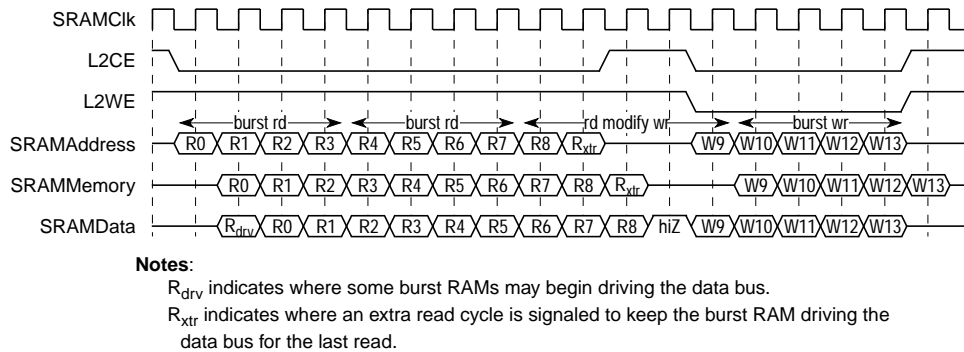 SRAMClk
L2CE
L2WE
burst rd burst rd rd modify wr burst wr
SRAMAddress R0 R1 R2 R3 R4 R5 R6 R7 R8 Rxtr W9 W10 W11 W12 W13
SRAMMemory R0 R1 R2 R3 R4 R5 R6 R7 R8 Rxtr W9 W10 W11 W12 W13
SRAMData Rdrv R0 R1 R2 R3 R4 R5 R6 R7 R8 hiZ W9 W10 W11 W12 W13
Notes:
Rdrv indicates where some burst RAMs may begin driving the data bus.
Rxtr indicates where an extra read cycle is signaled to keep the burst RAM driving the
data bus for the last read.